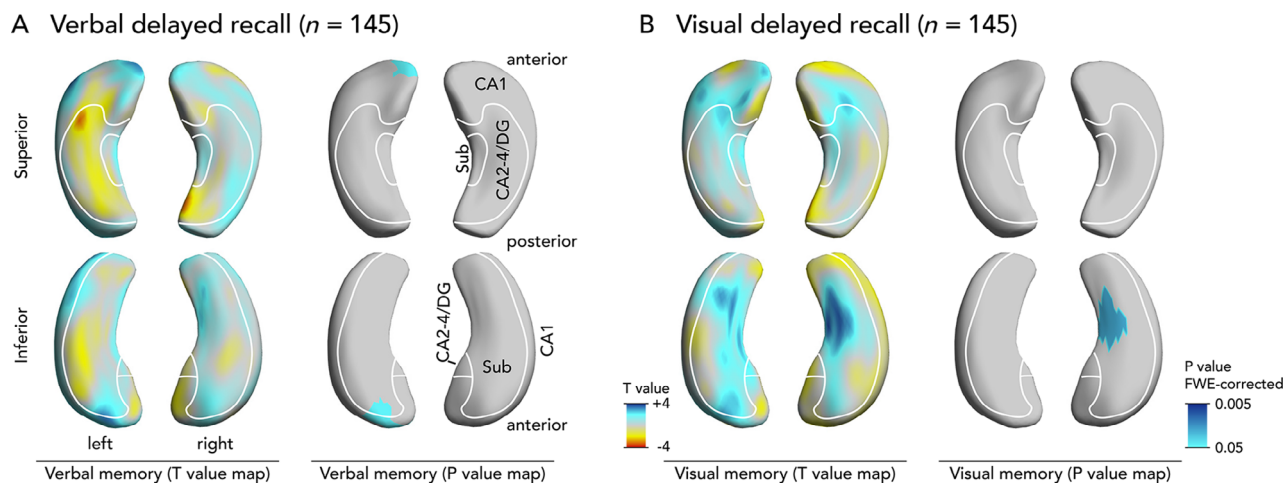 A Verbal delayed recall (n = 145)
B Visual delayed recall (n = 145)
Superior
anterior
CA1
Sub
CA2-4/DG
posterior
Inferior
CA2-4/DG
Sub
CA1
anterior
left
right
T value
+4
-4
P value
FWE-corrected
0.005
0.05
Verbal memory (T value map)
Verbal memory (P value map)
Visual memory (T value map)
Visual memory (P value map)